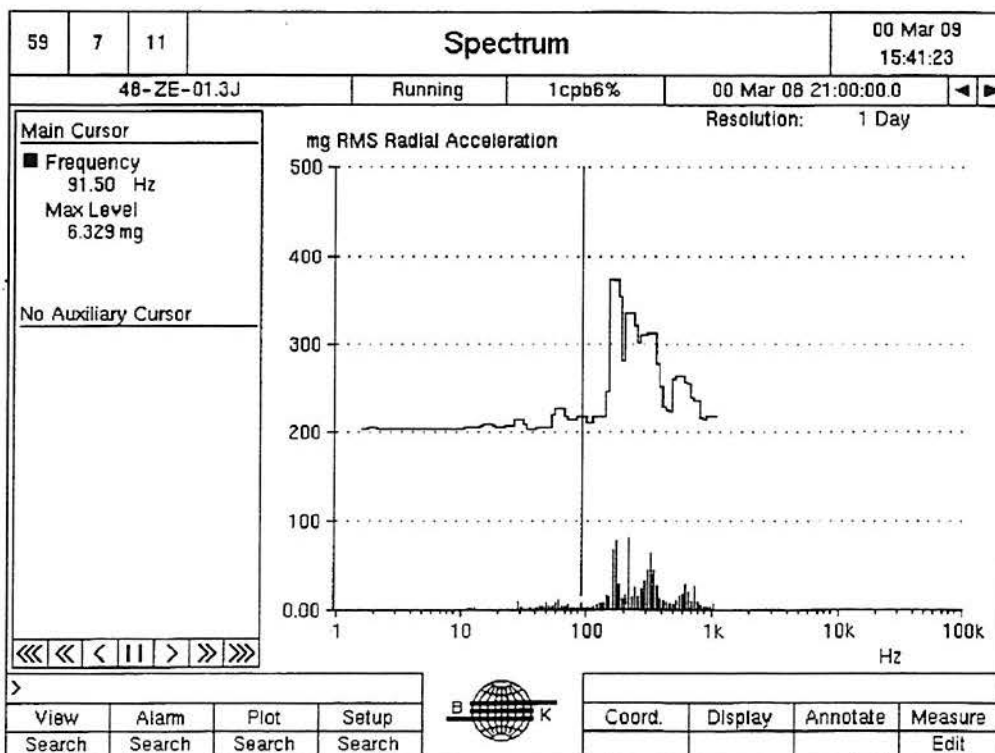 59 7 11 Spectrum 00 Mar 09
15:41:23
48-ZE-01.3J Running 1cpb6% 00 Mar 08 21:00:00.0
Resolution: 1 Day
Main Cursor
Frequency
91.50 Hz
Max Level
6.329 mg
No Auxiliary Cursor
mg RMS Radial Acceleration
500
400
300
200
100
0.00
1 10 100 1k 10k 100k
Hz
>
B K
View Alarm Plot Setup Coord. Display Annotate Measure
Search Search Search Search Edit